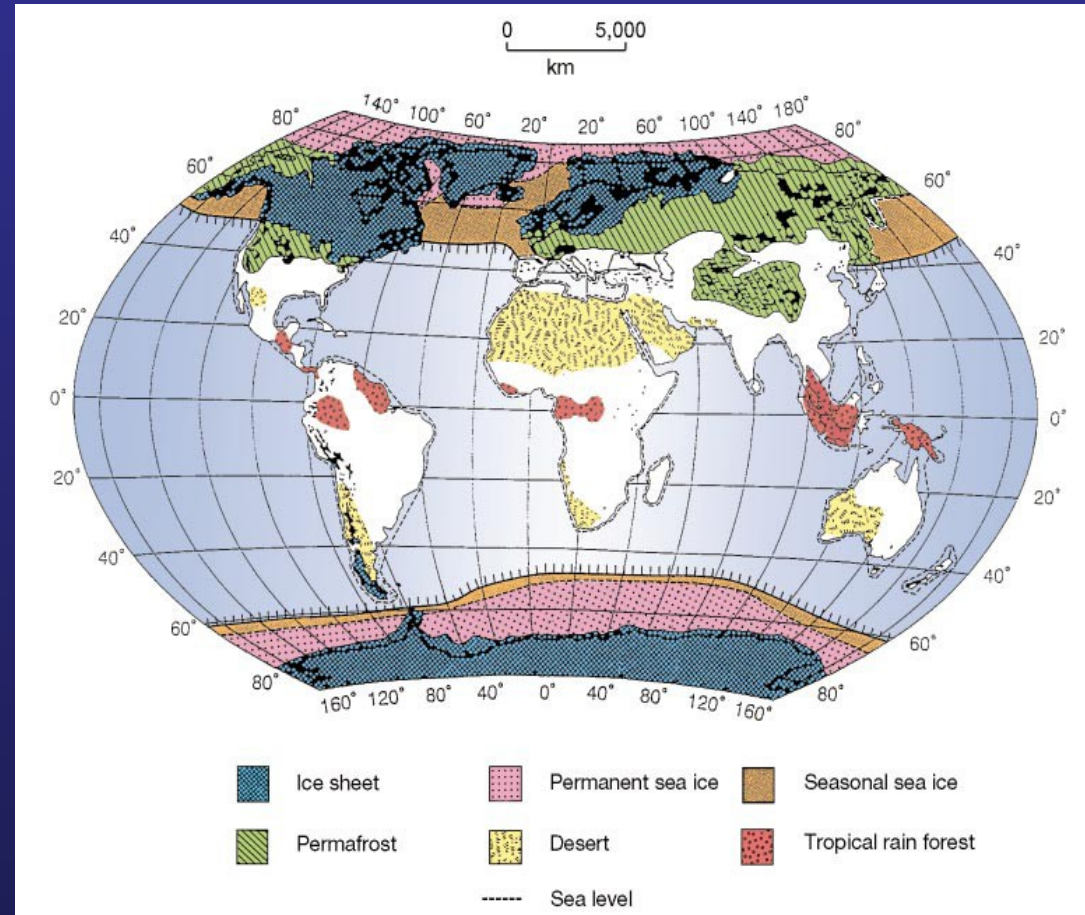 0 5,000
km
140° 100° 60° 20° 20° 60° 100° 140° 180°
80° 80°
60° 60°
40°
40°
20° 20°
0° 0°
20° 20°
40° 40°
60° 60°
80° 80°
160° 120° 80° 40° 0° 40° 80° 120° 160°
Ice sheet Permanent sea ice Seasonal sea ice
Permafrost Desert Tropical rain forest
Sea level